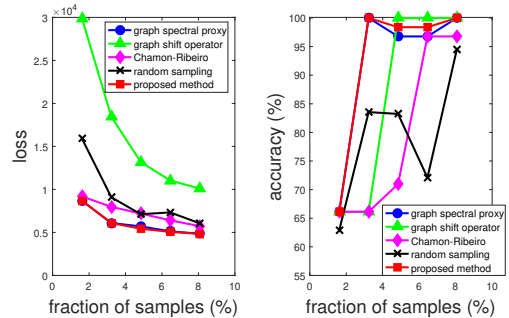 ×10⁴
3
2.5
2
1.5
1
0.5
0
loss
graph spectral proxy
graph shift operator
Chamon-Ribeiro
random sampling
proposed method
0 2 4 6 8 10
fraction of samples (%)
100
95
90
85
80
75
70
65
60
55
accuracy (%)
graph spectral proxy
graph shift operator
Chamon-Ribeiro
random sampling
proposed method
0 2 4 6 8 10
fraction of samples (%)